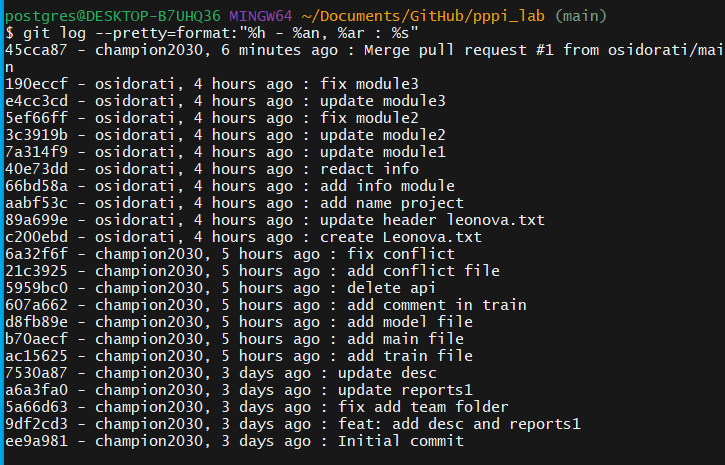 postgres@DESKTOP-B7UHQ36 MINGW64 ~/Documents/GitHub/pppi_lab (main)
$ git log --pretty=format:"%h - %an, %ar : %s"
45cca87 - champion2030, 6 minutes ago : Merge pull request #1 from osidorati/mai
n
190eccf - osidorati, 4 hours ago : fix module3
e4cc3cd - osidorati, 4 hours ago : update module3
5ef66ff - osidorati, 4 hours ago : fix module2
3c3919b - osidorati, 4 hours ago : update module2
7a314f9 - osidorati, 4 hours ago : update module1
40e73dd - osidorati, 4 hours ago : redact info
66bd58a - osidorati, 4 hours ago : add info module
aabf53c - osidorati, 4 hours ago : add name project
89a699e - osidorati, 4 hours ago : update header leonova.txt
c200ebd - osidorati, 4 hours ago : create Leonova.txt
6a32f6f - champion2030, 5 hours ago : fix conflict
21c3925 - champion2030, 5 hours ago : add conflict file
5959bc0 - champion2030, 5 hours ago : delete api
607a662 - champion2030, 5 hours ago : add comment in train
d8fb89e - champion2030, 5 hours ago : add model file
b70aecf - champion2030, 5 hours ago : add main file
ac15625 - champion2030, 5 hours ago : add train file
7530a87 - champion2030, 3 days ago : update desc
a6a3fa0 - champion2030, 3 days ago : update reports1
5a66d63 - champion2030, 3 days ago : fix add team folder
9df2cd3 - champion2030, 3 days ago : feat: add desc and reports1
ee9a981 - champion2030, 3 days ago : Initial commit